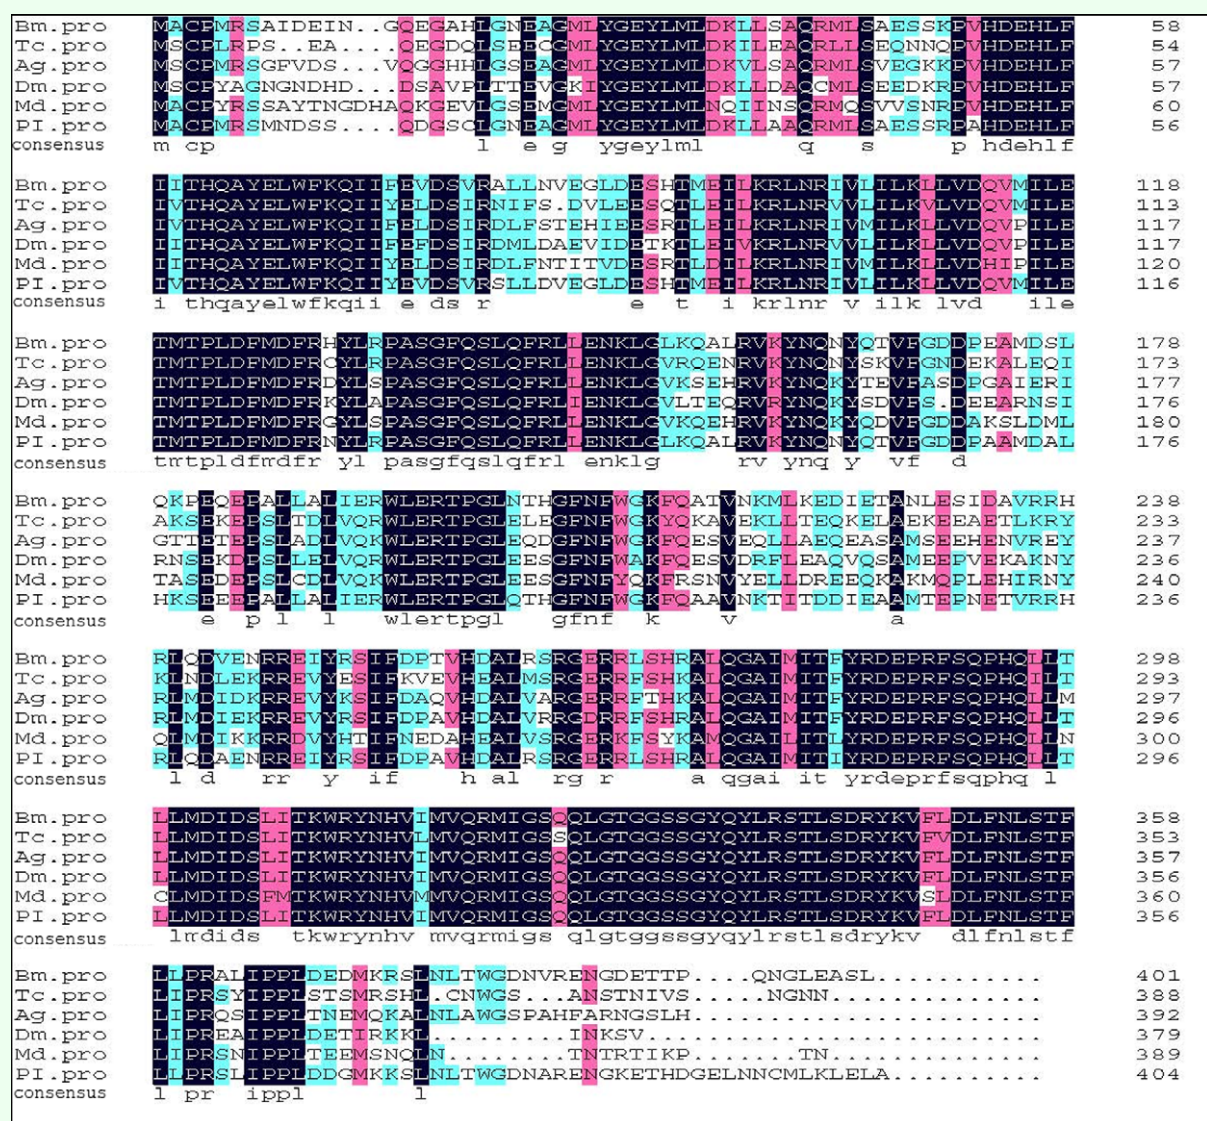 Bm.pro MACPMRSAIDEIN..GQEGAHLGNEAGMLYGEYLMLDKLLSAQRMLSAESSKPVHDEHLF 58
Tc.pro MSCPLRPS..EA....QEGDQLSEECGMLYGEYLMLDKILEAQRLLSEQNNQPVHDEHLF 54
Ag.pro MSCPMRSGFVDS...VQGGHHLGSEAGMLYGEYLMLDKVLSAQRMLSVEGKKPVHDEHLF 57
Dm.pro MSCPYAGNGNDHD...DSAVPLTTEVGKIYGEYLMLDKLLDAQCMLSEEDKRPVHDEHLF 57
Md.pro MACPYRSSAYTNGDHAQKGEVLGSEMGMLYGEYLMLNQIINSQRMQSVVSNRPVHDEHLF 60
PI.pro MACPMRSMNDSS....QDGSCLGNEAGMLYGEYLMLDKLLAAQRMLSAESSRPAHDEHLF 56
consensus m cp l e g ygeylml q s p hdehlf
Bm.pro IITHQAYELWFKQIIFEVDSVRALLNVEGLDESHTMEILKRLNRIVLILKLLVDQVMILE 118
Tc.pro IVTHQAYELWFKQIIYELDSIRNIFS.DVLEESQTLEILKRLNRVVLILKVLVDQVMILE 113
Ag.pro IVTHQAYELWFKQIIFELDSIRDLFSTEHIEESRTLEILKRLNRIVMILKLLVDQVPILE 117
Dm.pro IITHQAYELWFKQIIFEFDSIRDMLDAEVIDETKTLEIVKRLNRVVLILKLLVDQVPILE 117
Md.pro IITHQAYELWFKQIIYELDSIRDLFNTITVDESRTLDILKRLNRIVMILKLLVDHIPILE 120
PI.pro IVTHQAYELWFKQIIYEVDSVRSLLDVEGLDESHTMEILKRLNRIVLILKLLVDQVMILE 116
consensus i thqayelwfkqii e ds r e t i krlnr v ilk lvd ile
Bm.pro TMTPLDFMDFRHYLRPASGFQSLQFRLLENKLGLKQALRVKYNQNYQTVFGDDPEAMDSL 178
Tc.pro TMTPLDFMDFRCYLRPASGFQSLQFRLLENKLGVRQENRVKYNQNYSKVFGNDEKALEQI 173
Ag.pro TMTPLDFMDFRDYLSPASGFQSLQFRLLENKLGVKSEHRVKYNQKYTEVFASDPGAIERI 177
Dm.pro TMTPLDFMDFRKYLAPASGFQSLQFRLIENKLGVLTEQRVRYNQKYSDVFS.DEEARNSI 176
Md.pro TMTPLDFMDFRGYLSPASGFQSLQFRLLENKLGVKQEHRVKYNQKYQDVFGDDAKSLDML 180
PI.pro TMTPLDFMDFRNYLRPASGFQSLQFRLLENKLGLKQALRVKYNQNYQTVFGDDPAAMDAL 176
consensus tmtpldfmdfr yl pasgfqslqfrl enklg rv ynq y vf d
Bm.pro QKPEQEPALLALIERWLERTPGLNTHGFNFWGKFQATVNKMLKEDIETANLESIDAVRRH 238
Tc.pro AKSEKEPSLTDLVQRWLERTPGLELEGFNFWGKYQKAVEKLLTEQKELAEKEEAETLKRY 233
Ag.pro GTTETEPSLADLVQKWLERTPGLEQDGFNFWGKFQESVEQLLAEQEASAMSEEHENVREY 237
Dm.pro RNSEKDPSLLELVQRWLERTPGLEESGFNFWAKFQESVDRFLEAQVQSAMEEPVEKAKNY 236
Md.pro TASEDEPSLCDLVQKWLERTPGLEESGFNFYQKFRSNVYELLDREEQKAKMQPLEHIRNY 240
PI.pro HKSEEEPALLALIERWLERTPGLQTHGFNFWGKFQAAVNKTITDDIEAAMTEPNETVRRH 236
consensus e p l l wlertpgl gfnf k v a
Bm.pro RLQDVENRREIYRSIFDPTVHDALRSRGERRLSHRALQGAIMITFYRDEPRFSQPHQLLT 298
Tc.pro KLNDLEKRREVYESIFKVEVHEALMSRGERRFSHKALQGAIMITFYRDEPRFSQPHQILT 293
Ag.pro RLMDIDKRREVYKSIFDAQVHDALVARGERRFTHKALQGAIMITFYRDEPRFSQPHQLLM 297
Dm.pro RLMDIEKRREVYRSIFDPAVHDALVRRGDRRFSHRALQGAIMITFYRDEPRFSQPHQLLT 296
Md.pro QLMDIKKRRDVYHTIFNEDAHEALVSRGERKFSYKAMQGAIMITLYRDEPRFSQPHQLLN 300
PI.pro RLQDAENRREIYRSIFDPAVHDALRSRGERRLSHRALQGAIMITFYRDEPRFSQPHQLLT 296
consensus l d rr y if h al rg r a qgai it yrdeprfsqphq l
Bm.pro LLMDIDSLITKWRYNHVIMVQRMIGSQQLGTGGSSGYQYLRSTLSDRYKVFLDLFNLSTF 358
Tc.pro LLMDIDSLITKWRYNHVLMVQRMIGSSQLGTGGSSGYQYLRSTLSDRYKVFVDLFNLSTF 353
Ag.pro LLMDIDSLITKWRYNHVIMVQRMIGSQQLGTGGSSGYQYLRSTLSDRYKVFLDLFNLSTF 357
Dm.pro LLMDIDSLITKWRYNHVIMVQRMIGSQQLGTGGSSGYQYLRSTLSDRYKVFLDLFNLSTF 356
Md.pro CLMDIDSFMTKWRYNHVMMVQRMIGSQQLGTGGSSGYQYLRSTLSDRYKVSLDLFNLSTF 360
PI.pro LLMDIDSLITKWRYNHVIMVQRMIGSQQLGTGGSSGYQYLRSTLSDRYKVFLDLFNLSTF 356
consensus lmdids tkwrynhv mvqrmigs qlgtggssgyqylrstlsdrykv dlfnlstf
Bm.pro LLPRALIPPLDEDMKRSLNLTWGDNVRENGDETTP....QNGLEASL........... 401
Tc.pro LIPRSYIPPLSTSMRSHL.CNWGS...ANSTNIVS.....NGNN.............. 388
Ag.pro LIPRQSIPPLTNEMQKALNLAWGSPAHFARNGSLH....................... 392
Dm.pro LIPREAIPPLDETIRKKL.........INKSV.......................... 379
Md.pro LIPRSNIPPLTEEMSNQLN........TNTRTIKP.......TN.............. 389
PI.pro LLPRSLIPPLDDGMKKSLNLTWGDNARENGKETHDGELNNCMLKLELA.......... 404
consensus l pr ippl l